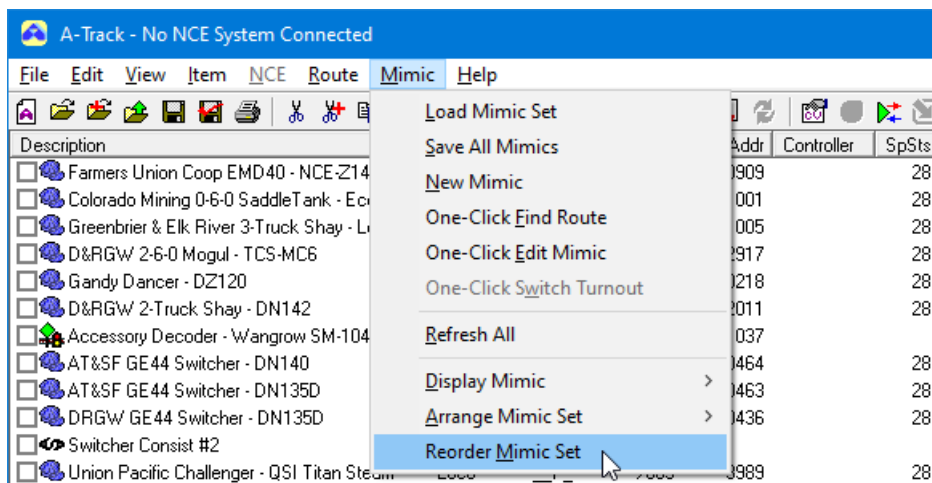 A-Track - No NCE System Connected
File Edit View Item NCE Route Mimic Help
Description Addr Controller SpSts
Farmers Union Coop EMD40 - NCE-Z14 0909 28
Colorado Mining 0-6-0 SaddleTank - 001 28
Greenbrier & Elk River 3-Truck Shay - 005 28
D&RGW 2-6-0 Mogul - TCS-MC6 2917 28
Gandy Dancer - DZ120 0218 28
D&RGW 2-Truck Shay - DN142 2011 28
Accessory Decoder - Wangrow SM-104 037
AT&SF GE44 Switcher - DN140 0464 28
AT&SF GE44 Switcher - DN135D 0463 28
DRGW GE44 Switcher - DN135D 0436 28
Switcher Consist #2
Union Pacific Challenger - QSI Titan 8989 28
Load Mimic Set
Save All Mimics
New Mimic
One-Click Find Route
One-Click Edit Mimic
One-Click Switch Turnout
Refresh All
Display Mimic
Arrange Mimic Set
Reorder Mimic Set